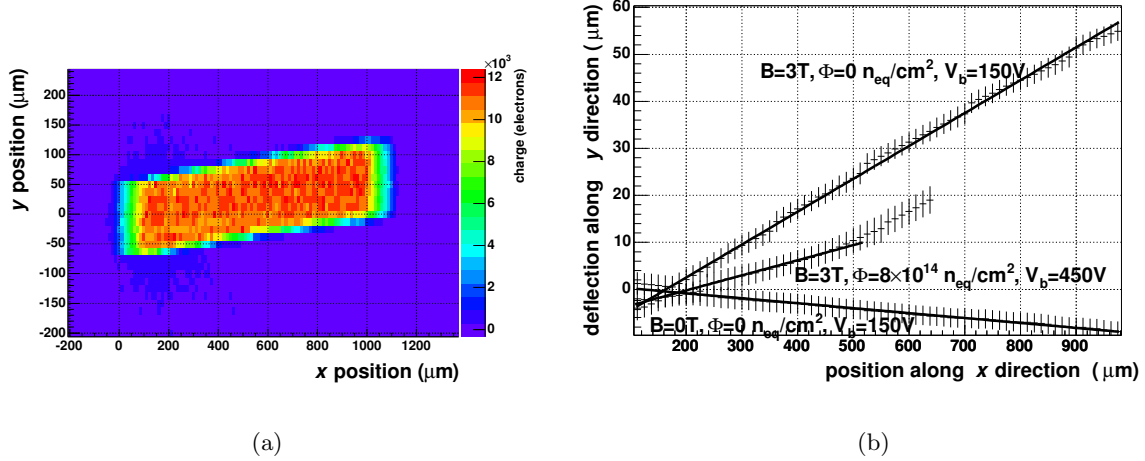 ×10³
charge (electrons)
12
10
8
6
4
2
0
y position (μm)
200
150
100
50
0
-50
-100
-150
-200
-200 0 200 400 600 800 1000 1200
x position (μm)
(a)
deflection along y direction (μm)
60
50
40
30
20
10
0
B=3T, Φ=0 n_eq/cm², V_b=150V
B=3T, Φ=8×10¹⁴ n_eq/cm², V_b=450V
B=0T, Φ=0 n_eq/cm², V_b=150V
200 300 400 500 600 700 800 900
position along x direction (μm)
(b)